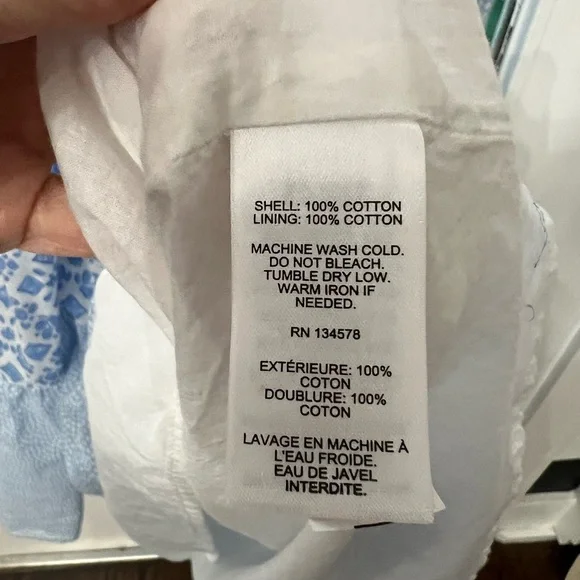 SHELL: 100% COTTON
LINING: 100% COTTON
MACHINE WASH COLD.
DO NOT BLEACH.
TUMBLE DRY LOW.
WARM IRON IF
NEEDED.
RN 134578
EXTÉRIEURE: 100%
COTON
DOUBLURE: 100%
COTON
LAVAGE EN MACHINE À
L'EAU FROIDE.
EAU DE JAVEL
INTERDITE.